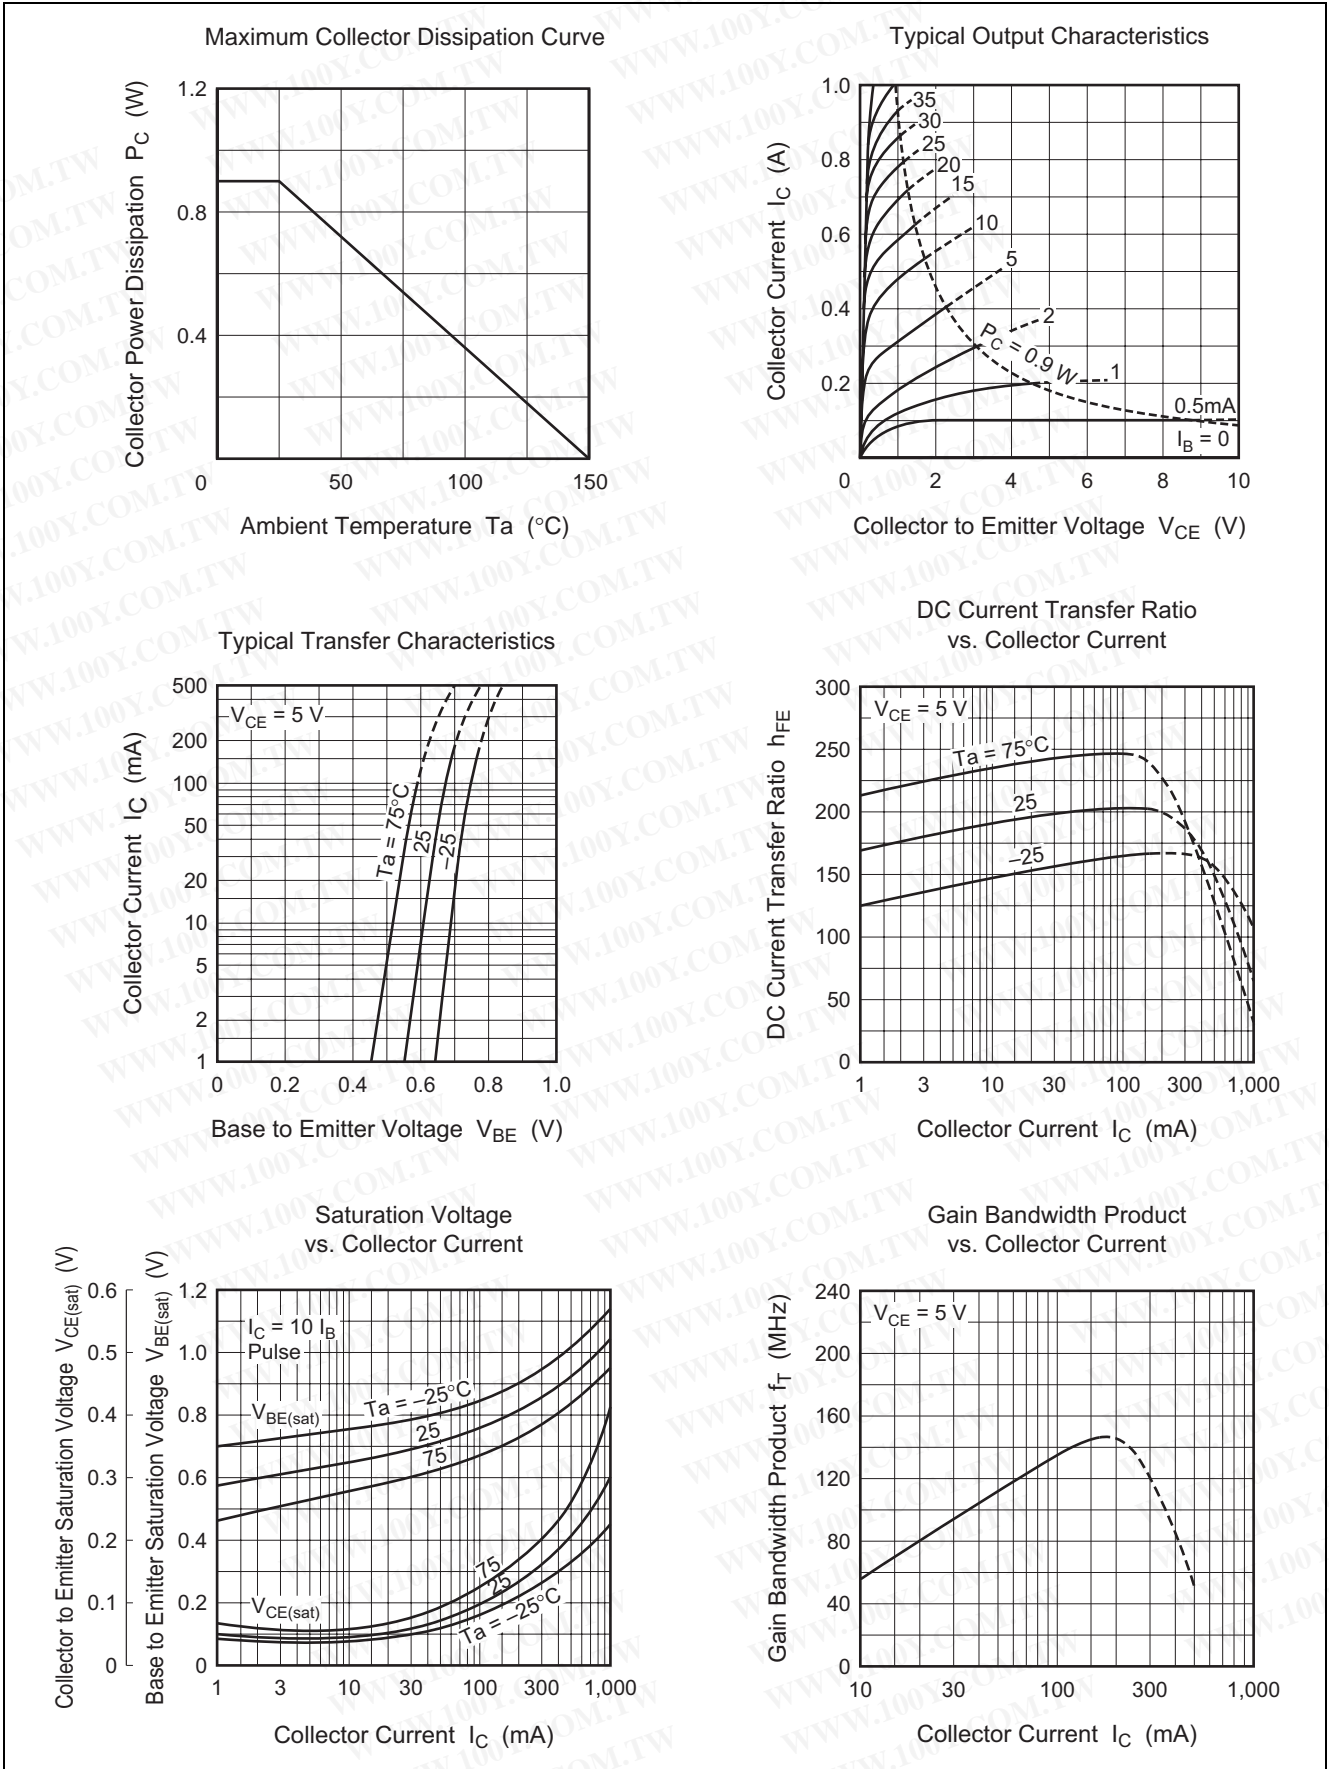 Maximum Collector Dissipation Curve
Collector Power Dissipation P_C (W)
1.2
0.8
0.4
0 50 100 150
Ambient Temperature Ta (°C)
Typical Output Characteristics
Collector Current I_C (A)
1.0
0.8
0.6
0.4
0.2
35
30
25
20
15
10
5
2
1
P_C = 0.9 W
0.5mA
I_B = 0
0 2 4 6 8 10
Collector to Emitter Voltage V_CE (V)
Typical Transfer Characteristics
Collector Current I_C (mA)
500
200
100
50
20
10
5
2
1
V_CE = 5 V
Ta = 75°C
25
–25
0 0.2 0.4 0.6 0.8 1.0
Base to Emitter Voltage V_BE (V)
DC Current Transfer Ratio
vs. Collector Current
DC Current Transfer Ratio h_FE
300
250
200
150
100
50
0
V_CE = 5 V
Ta = 75°C
25
–25
1 3 10 30 100 300 1,000
Collector Current I_C (mA)
Saturation Voltage
vs. Collector Current
Collector to Emitter Saturation Voltage V_CE(sat) (V)
0.6
0.5
0.4
0.3
0.2
0.1
0
Base to Emitter Saturation Voltage V_BE(sat) (V)
1.2
1.0
0.8
0.6
0.4
0.2
0
I_C = 10 I_B
Pulse
V_BE(sat)
Ta = –25°C
25
75
V_CE(sat)
75
25
Ta = –25°C
1 3 10 30 100 300 1,000
Collector Current I_C (mA)
Gain Bandwidth Product
vs. Collector Current
Gain Bandwidth Product f_T (MHz)
240
200
160
120
80
40
0
V_CE = 5 V
10 30 100 300 1,000
Collector Current I_C (mA)
WWW.100Y.COM.TW